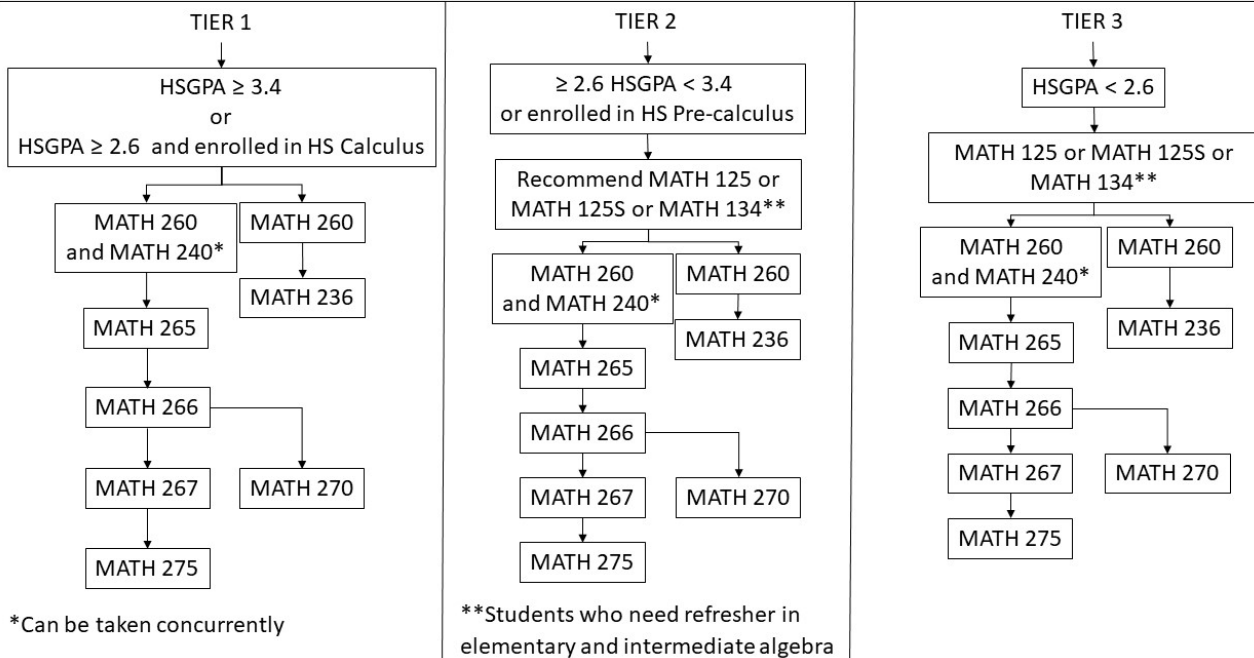 TIER 1
HSGPA ≥ 3.4
or
HSGPA ≥ 2.6 and enrolled in HS Calculus
MATH 260
and MATH 240*
MATH 260
MATH 236
MATH 265
MATH 266
MATH 267
MATH 270
MATH 275
*Can be taken concurrently
TIER 2
≥ 2.6 HSGPA < 3.4
or enrolled in HS Pre-calculus
Recommend MATH 125 or
MATH 125S or MATH 134**
MATH 260
and MATH 240*
MATH 260
MATH 236
MATH 265
MATH 266
MATH 267
MATH 270
MATH 275
**Students who need refresher in
elementary and intermediate algebra
TIER 3
HSGPA < 2.6
MATH 125 or MATH 125S or
MATH 134**
MATH 260
and MATH 240*
MATH 260
MATH 236
MATH 265
MATH 266
MATH 267
MATH 270
MATH 275